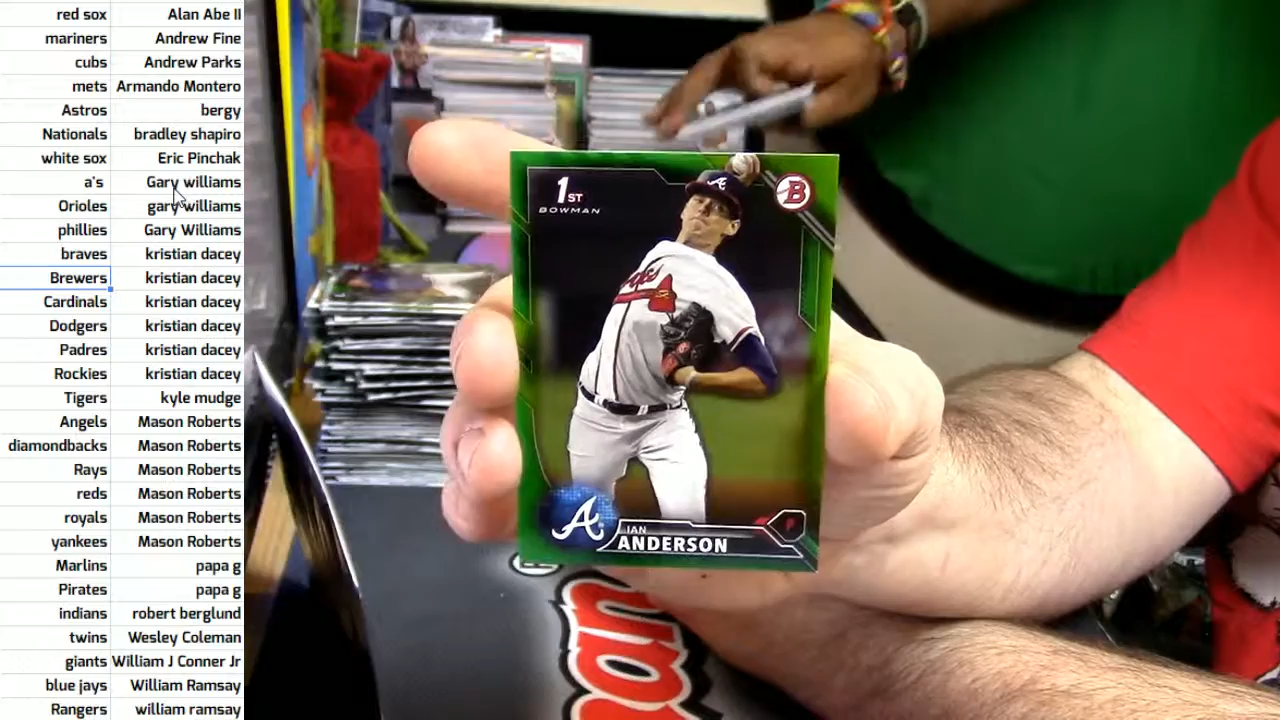 red sox Alan Abe II
mariners Andrew Fine
cubs Andrew Parks
mets Armando Montero
Astros bergy
Nationals bradley shapiro
white sox Eric Pinchak
a's Gary williams
Orioles gary williams
phillies Gary Williams
braves kristian dacey
Brewers kristian dacey
Cardinals kristian dacey
Dodgers kristian dacey
Padres kristian dacey
Rockies kristian dacey
Tigers kyle mudge
Angels Mason Roberts
diamondbacks Mason Roberts
Rays Mason Roberts
reds Mason Roberts
royals Mason Roberts
yankees Mason Roberts
Marlins papa g
Pirates papa g
indians robert berglund
twins Wesley Coleman
giants William J Conner Jr
blue jays William Ramsay
Rangers william ramsay
1ST
BOWMAN
B
A
A
IAN
ANDERSON
P